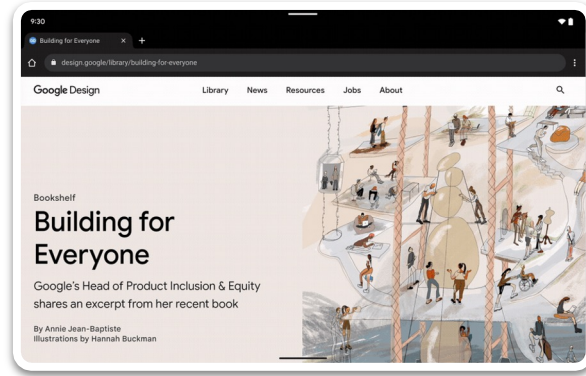 9:30
Building for Everyone
design.google/library/building-for-everyone
Google Design
Library News Resources Jobs About
Bookshelf
Building for
Everyone
Google's Head of Product Inclusion & Equity
shares an excerpt from her recent book
By Annie Jean-Baptiste
Illustrations by Hannah Buckman